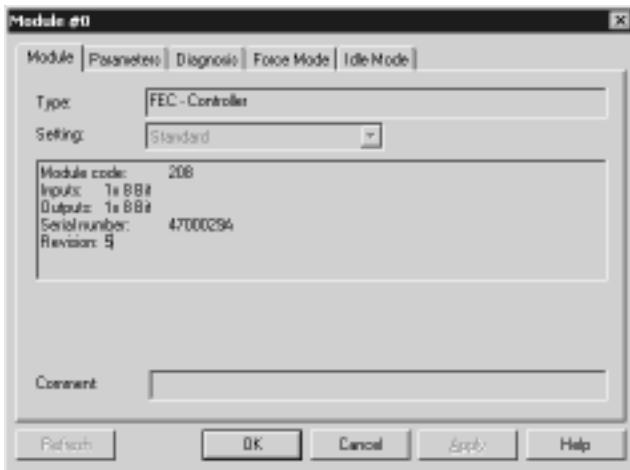 Module #0
Module Parameters Diagnosis Force Mode Idle Mode
Type: FEC - Controller
Setting: Standard
Module code: 208
Inputs: 1x 8 Bit
Outputs: 1x 8 Bit
Serial number: 4700029A
Revision: 5
Comment
Refresh OK Cancel Apply Help